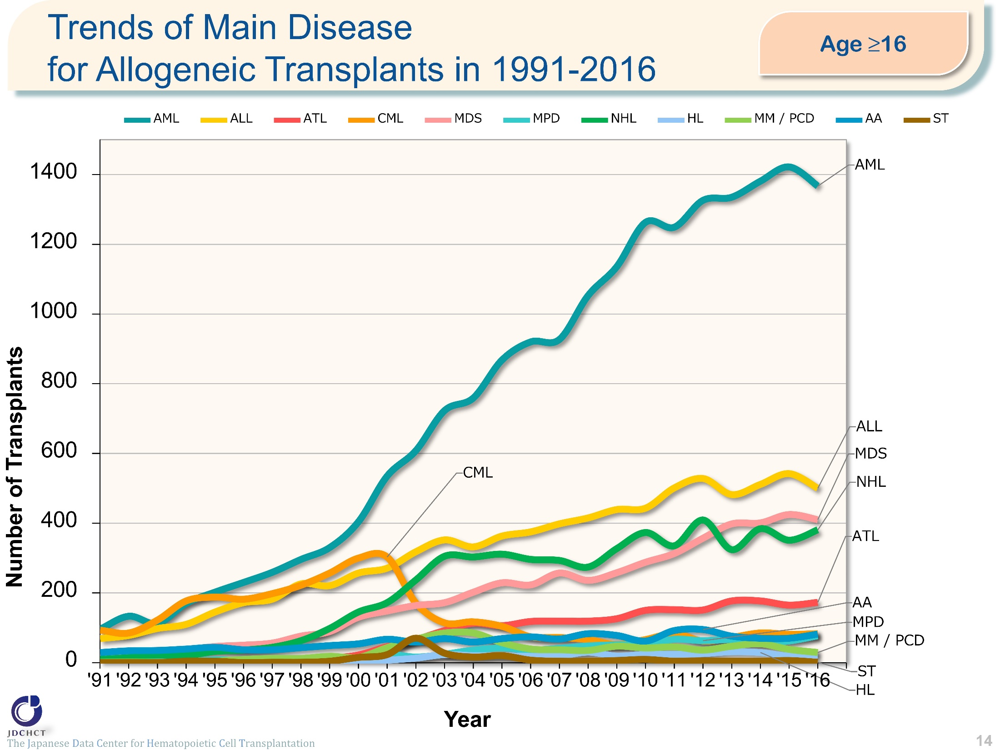 Trends of Main Disease
for Allogeneic Transplants in 1991-2016
Age ≥16
AML ALL ATL CML MDS MPD NHL HL MM / PCD AA ST
1400
1200
1000
800
600
400
200
0
Number of Transplants
CML
AML
ALL
MDS
NHL
ATL
AA
MPD
MM / PCD
ST
HL
'91 '92 '93 '94 '95 '96 '97 '98 '99 '00 '01 '02 '03 '04 '05 '06 '07 '08 '09 '10 '11 '12 '13 '14 '15 '16
Year
JDCHCT
The Japanese Data Center for Hematopoietic Cell Transplantation
14